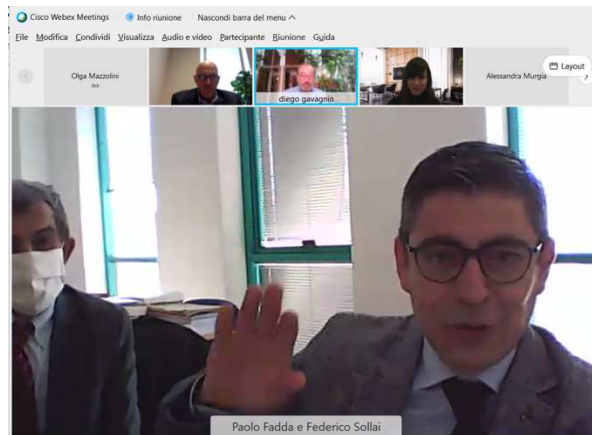 Cisco Webex Meetings
Info riunione
Nascondi barra del menu
File Modifica Condividi Visualizza Audio e video Partecipante Riunione Guida
Olga Mazzolini
diego gavagnin
Alessandra Murgia
Layout
Paolo Fadda e Federico Sollai